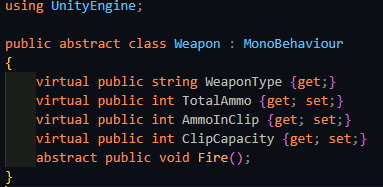 using UnityEngine;
public abstract class Weapon : MonoBehaviour
{
virtual public string WeaponType {get;}
virtual public int TotalAmmo {get; set;}
virtual public int AmmoInClip {get; set;}
virtual public int ClipCapacity {get; set;}
abstract public void Fire();
}